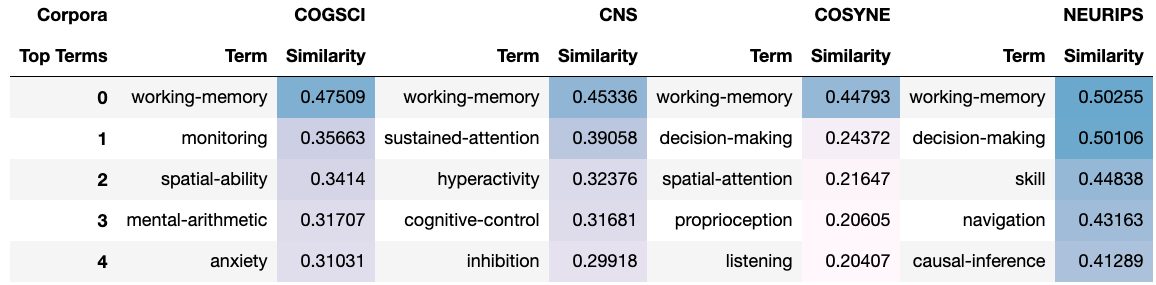 Corpora COGSCI CNS COSYNE NEURIPS
Top Terms Term Similarity Term Similarity Term Similarity Term Similarity
0 working-memory 0.47509 working-memory 0.45336 working-memory 0.44793 working-memory 0.50255
1 monitoring 0.35663 sustained-attention 0.39058 decision-making 0.24372 decision-making 0.50106
2 spatial-ability 0.3414 hyperactivity 0.32376 spatial-attention 0.21647 skill 0.44838
3 mental-arithmetic 0.31707 cognitive-control 0.31681 proprioception 0.20605 navigation 0.43163
4 anxiety 0.31031 inhibition 0.29918 listening 0.20407 causal-inference 0.41289